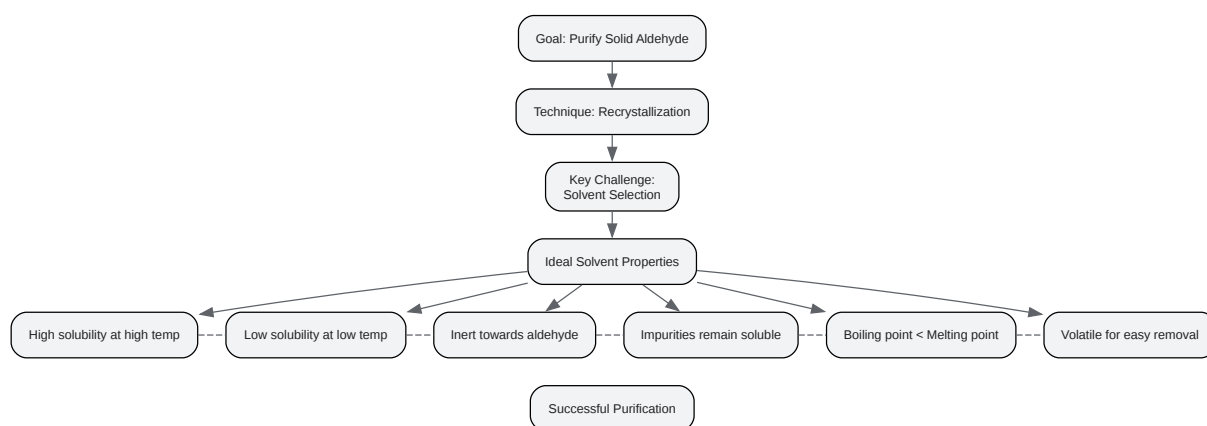 Goal: Purify Solid Aldehyde
Technique: Recrystallization
Key Challenge:
Solvent Selection
Ideal Solvent Properties
High solubility at high temp
Low solubility at low temp
Inert towards aldehyde
Impurities remain soluble
Boiling point < Melting point
Volatile for easy removal
Successful Purification